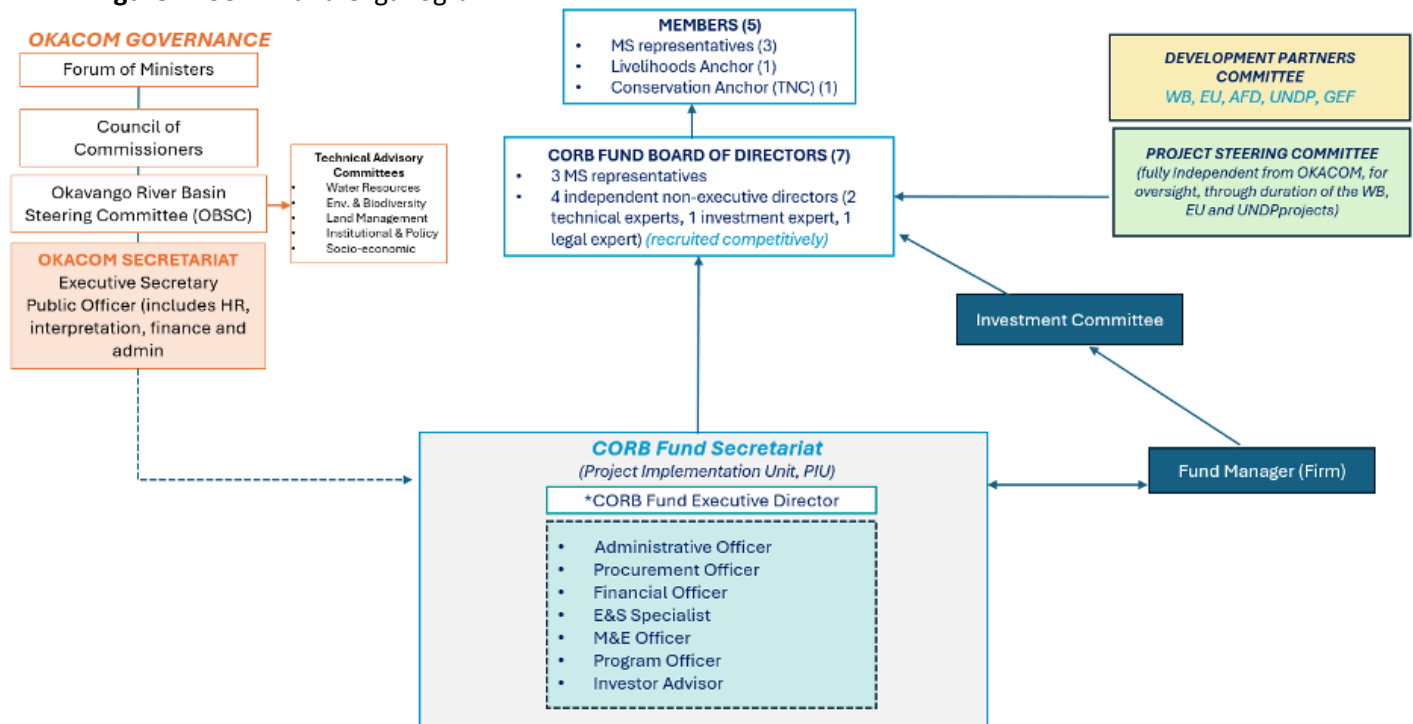 OKACOM GOVERNANCE
Forum of Ministers
Council of
Commissioners
Okavango River Basin
Steering Committee (OBSC)
OKACOM SECRETARIAT
Executive Secretary
Public Officer (includes HR,
interpretation, finance and
admin
Technical Advisory
Committees
• Water Resources
• Env. & Biodiversity
• Land Management
• Institutional & Policy
• Socio-economic
MEMBERS (5)
• MS representatives (3)
• Livelihoods Anchor (1)
• Conservation Anchor (TNC) (1)
CORB FUND BOARD OF DIRECTORS (7)
• 3 MS representatives
• 4 independent non-executive directors (2
technical experts, 1 investment expert, 1
legal expert) (recruited competitively)
DEVELOPMENT PARTNERS
COMMITTEE
WB, EU, AFD, UNDP, GEF
PROJECT STEERING COMMITTEE
(fully independent from OKACOM, for
oversight, through duration of the WB,
EU and UNDPprojects)
Investment Committee
Fund Manager (Firm)
CORB Fund Secretariat
(Project Implementation Unit, PIU)
*CORB Fund Executive Director
• Administrative Officer
• Procurement Officer
• Financial Officer
• E&S Specialist
• M&E Officer
• Program Officer
• Investor Advisor